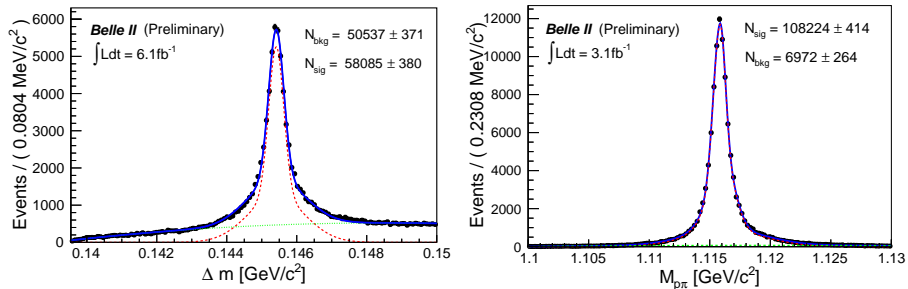 Belle II (Preliminary)
∫Ldt = 6.1fb⁻¹
N_bkg = 50537 ± 371
N_sig = 58085 ± 380
Events / ( 0.0804 MeV/c² )
6000
5000
4000
3000
2000
1000
0
0.14 0.142 0.144 0.146 0.148 0.15
Δ m [GeV/c²]
Belle II (Preliminary)
∫Ldt = 3.1fb⁻¹
N_sig = 108224 ± 414
N_bkg = 6972 ± 264
Events / ( 0.2308 MeV/c² )
12000
10000
8000
6000
4000
2000
0
1.1 1.105 1.11 1.115 1.12 1.125 1.13
M_pπ [GeV/c²]